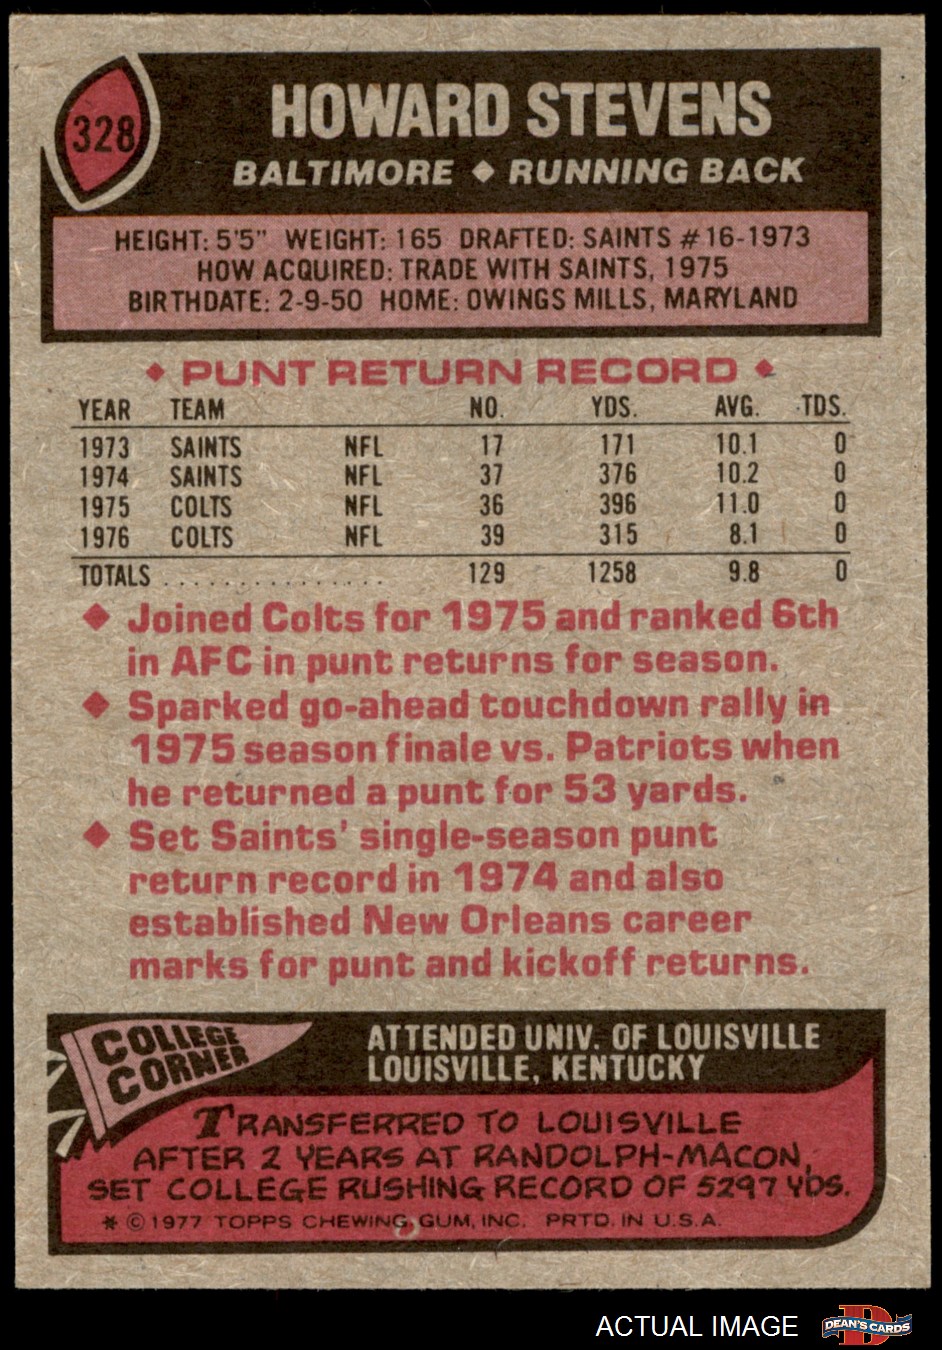 328
HOWARD STEVENS
BALTIMORE ◆ RUNNING BACK
HEIGHT: 5'5" WEIGHT: 165 DRAFTED: SAINTS #16-1973
HOW ACQUIRED: TRADE WITH SAINTS, 1975
BIRTHDATE: 2-9-50 HOME: OWINGS MILLS, MARYLAND
◆ PUNT RETURN RECORD ◆
YEAR TEAM NO. YDS. AVG. TDS.
1973 SAINTS NFL 17 171 10.1 0
1974 SAINTS NFL 37 376 10.2 0
1975 COLTS NFL 36 396 11.0 0
1976 COLTS NFL 39 315 8.1 0
TOTALS ................ 129 1258 9.8 0
◆ Joined Colts for 1975 and ranked 6th
in AFC in punt returns for season.
◆ Sparked go-ahead touchdown rally in
1975 season finale vs. Patriots when
he returned a punt for 53 yards.
◆ Set Saints' single-season punt
return record in 1974 and also
established New Orleans career
marks for punt and kickoff returns.
COLLEGE
CORNER
ATTENDED UNIV. OF LOUISVILLE
LOUISVILLE, KENTUCKY
TRANSFERRED TO LOUISVILLE
AFTER 2 YEARS AT RANDOLPH-MACON,
SET COLLEGE RUSHING RECORD OF 5297 YDS.
* © 1977 TOPPS CHEWING GUM, INC. PRTD. IN U.S.A.
ACTUAL IMAGE
DEAN'S CARDS